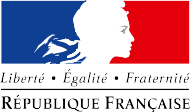 Liberté • Égalité • Fraternité
RÉPUBLIQUE FRANÇAISE